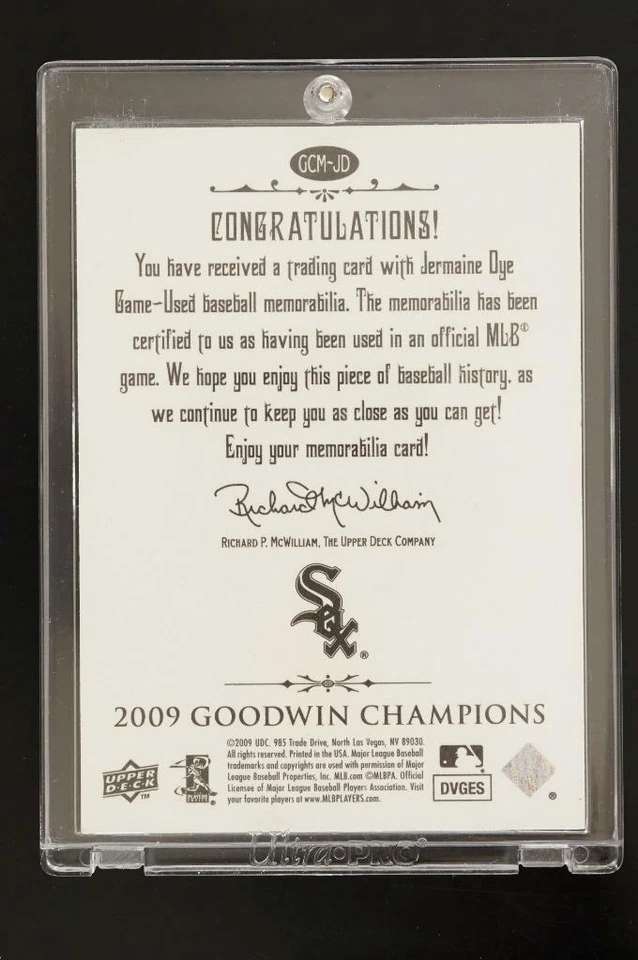 GCM-JD
CONGRATULATIONS!
You have received a trading card with Jermaine Dye
Game-Used baseball memorabilia. The memorabilia has been
certified to us as having been used in an official MLB®
game. We hope you enjoy this piece of baseball history, as
we continue to keep you as close as you can get!
Enjoy your memorabilia card!
Richard P McWilliam
RICHARD P. MCWILLIAM, THE UPPER DECK COMPANY
Sox®
2009 GOODWIN CHAMPIONS
©2009 UDC. 985 Trade Drive, North Las Vegas, NV 89030.
All rights reserved. Printed in the USA. Major League Baseball
trademarks and copyrights are used with permission of Major
League Baseball Properties, Inc. MLB.com ©MLBPA. Official
Licensee of Major League Baseball Players Association. Visit
your favorite players at www.MLBPLAYERS.com.
UPPER
D·E·C·K
TM
PLAYERS
DVGES
®
Ultra·PRO®